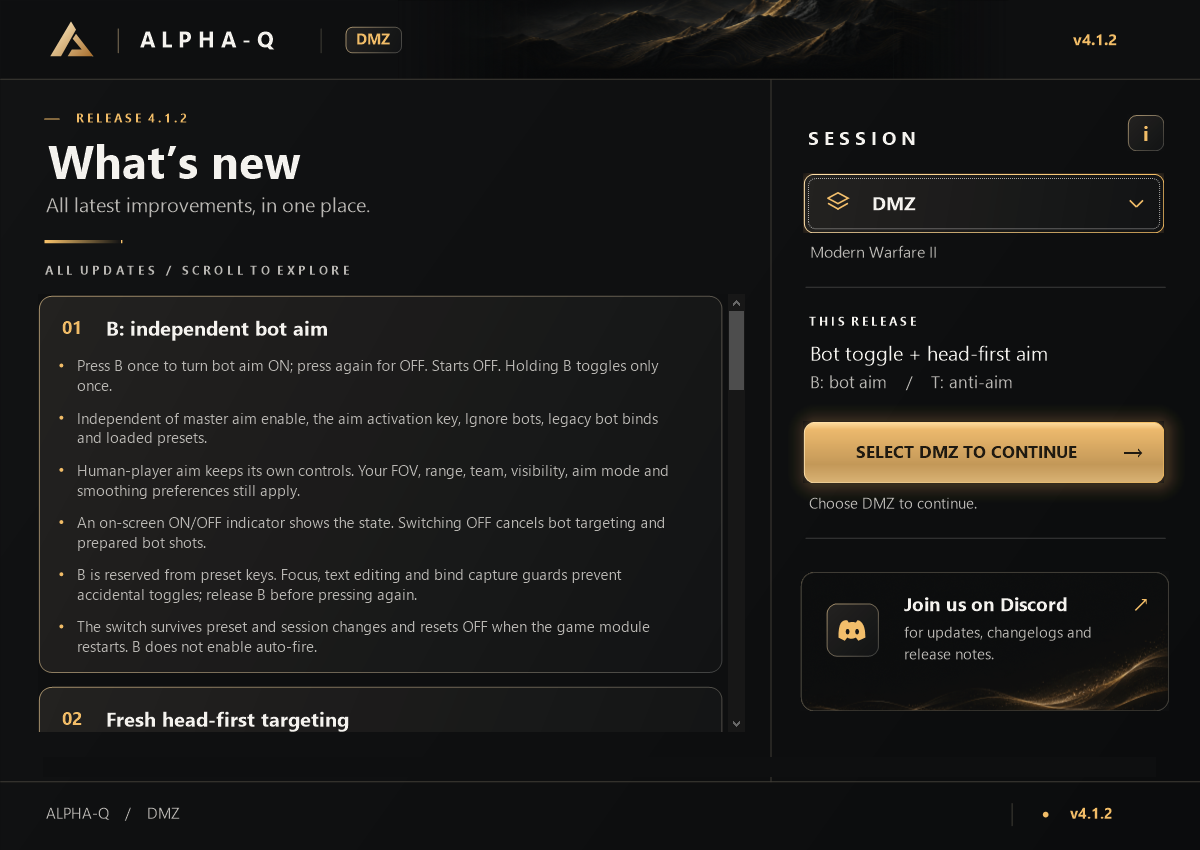 ALPHA-Q
DMZ
v4.1.2
RELEASE 4.1.2
What's new
All latest improvements, in one place.
ALL UPDATES / SCROLL TO EXPLORE
01 B: independent bot aim
• Press B once to turn bot aim ON; press again for OFF. Starts OFF. Holding B toggles only
once.
• Independent of master aim enable, the aim activation key, Ignore bots, legacy bot binds
and loaded presets.
• Human-player aim keeps its own controls. Your FOV, range, team, visibility, aim mode and
smoothing preferences still apply.
• An on-screen ON/OFF indicator shows the state. Switching OFF cancels bot targeting and
prepared bot shots.
• B is reserved from preset keys. Focus, text editing and bind capture guards prevent
accidental toggles; release B before pressing again.
• The switch survives preset and session changes and resets OFF when the game module
restarts. B does not enable auto-fire.
02 Fresh head-first targeting
SESSION
i
DMZ
Modern Warfare II
THIS RELEASE
Bot toggle + head-first aim
B: bot aim / T: anti-aim
SELECT DMZ TO CONTINUE →
Choose DMZ to continue.
Join us on Discord ↗
for updates, changelogs and
release notes.
ALPHA-Q / DMZ
• v4.1.2